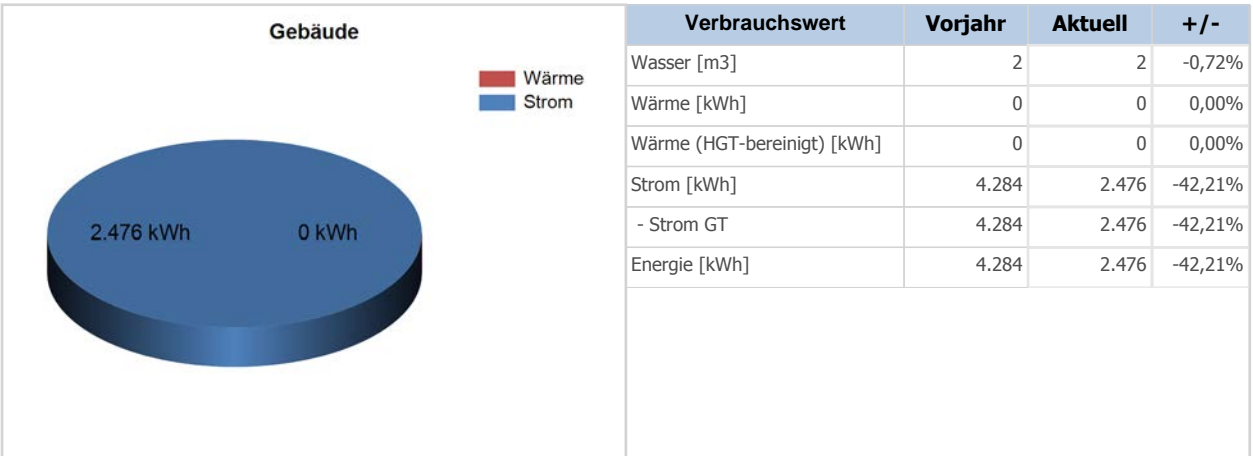 Gebäude
Wärme
Strom
2.476 kWh 0 kWh
Verbrauchswert Vorjahr Aktuell +/-
Wasser [m3] 2 2 -0,72%
Wärme [kWh] 0 0 0,00%
Wärme (HGT-bereinigt) [kWh] 0 0 0,00%
Strom [kWh] 4.284 2.476 -42,21%
- Strom GT 4.284 2.476 -42,21%
Energie [kWh] 4.284 2.476 -42,21%